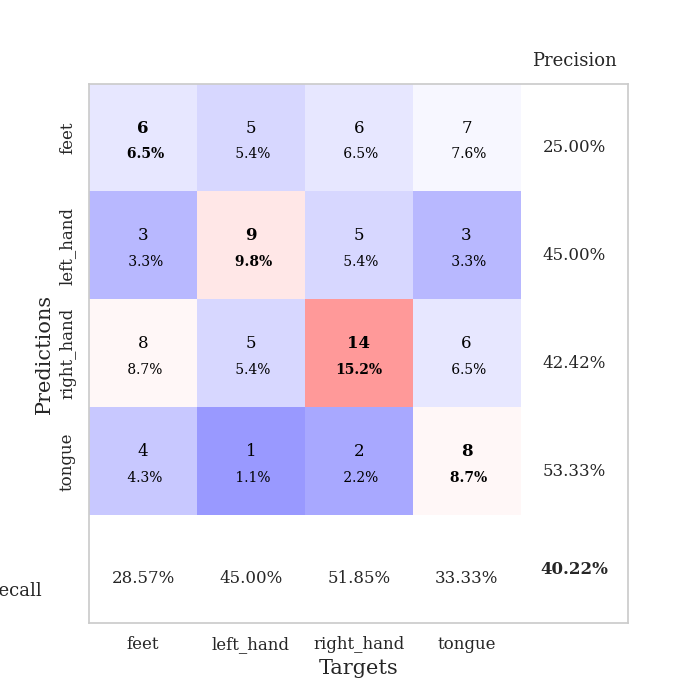 Precision
feet
6 5 6 7
6.5% 5.4% 6.5% 7.6%
25.00%
left_hand
3 9 5 3
3.3% 9.8% 5.4% 3.3%
45.00%
Predictions
right_hand
8 5 14 6
8.7% 5.4% 15.2% 6.5%
42.42%
tongue
4 1 2 8
4.3% 1.1% 2.2% 8.7%
53.33%
ecall
28.57% 45.00% 51.85% 33.33% 40.22%
feet left_hand right_hand tongue
Targets